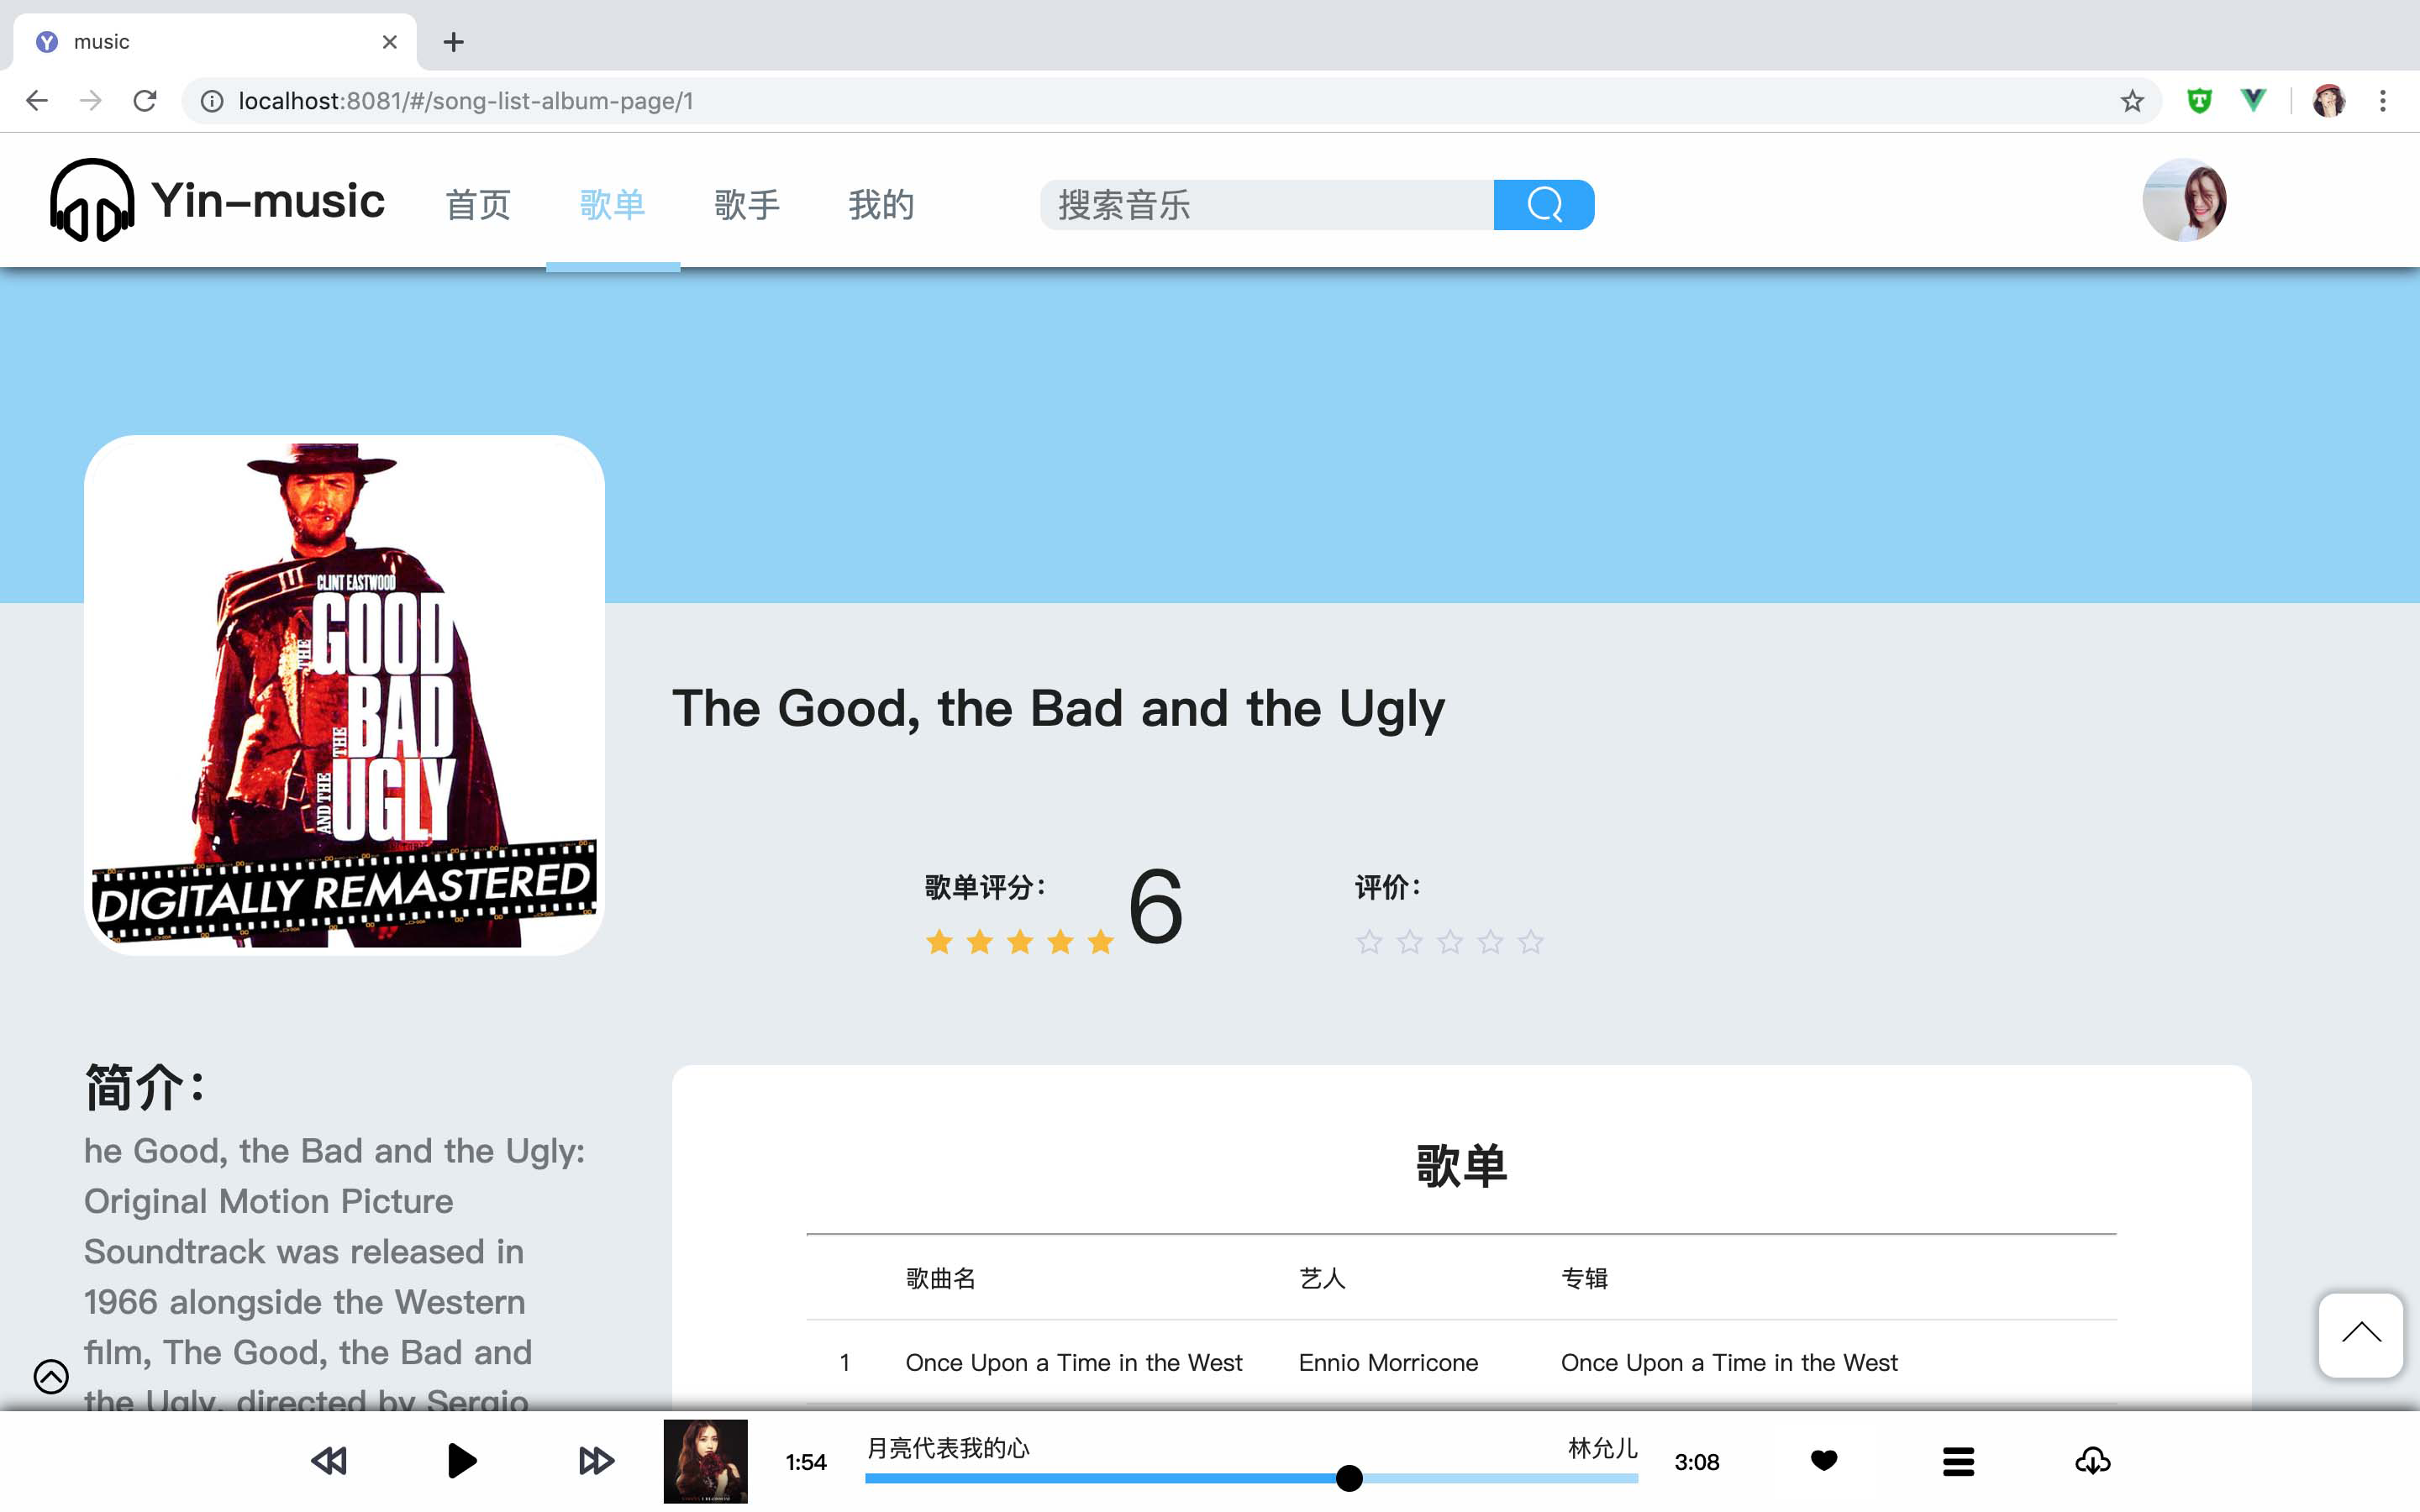 music
localhost:8081/#/song-list-album-page/1
Yin-music
首页
歌单
歌手
我的
搜索音乐
CLINT EASTWOOD
THE GOOD
THE BAD
AND THE UGLY
DIGITALLY REMASTERED
The Good, the Bad and the Ugly
歌单评分：
6
评价：
简介：
he Good, the Bad and the Ugly:
Original Motion Picture
Soundtrack was released in
1966 alongside the Western
film, The Good, the Bad and
the Ugly, directed by Sergio
歌单
歌曲名 艺人 专辑
1 Once Upon a Time in the West Ennio Morricone Once Upon a Time in the West
1:54
月亮代表我的心
林允儿
3:08